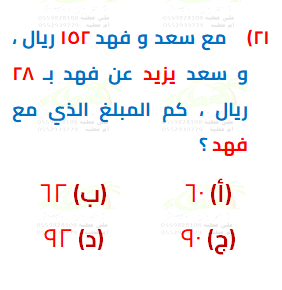 ٢١) مع سعد و فهد ١٥٢ ريال ،
و سعد يزيد عن فهد بـ ٢٨
ريال ، كم المبلغ الذي مع
فهد ؟
(أ) ٦٠ (ب) ٦٢
(ج) ٩٠ (د) ٩٢